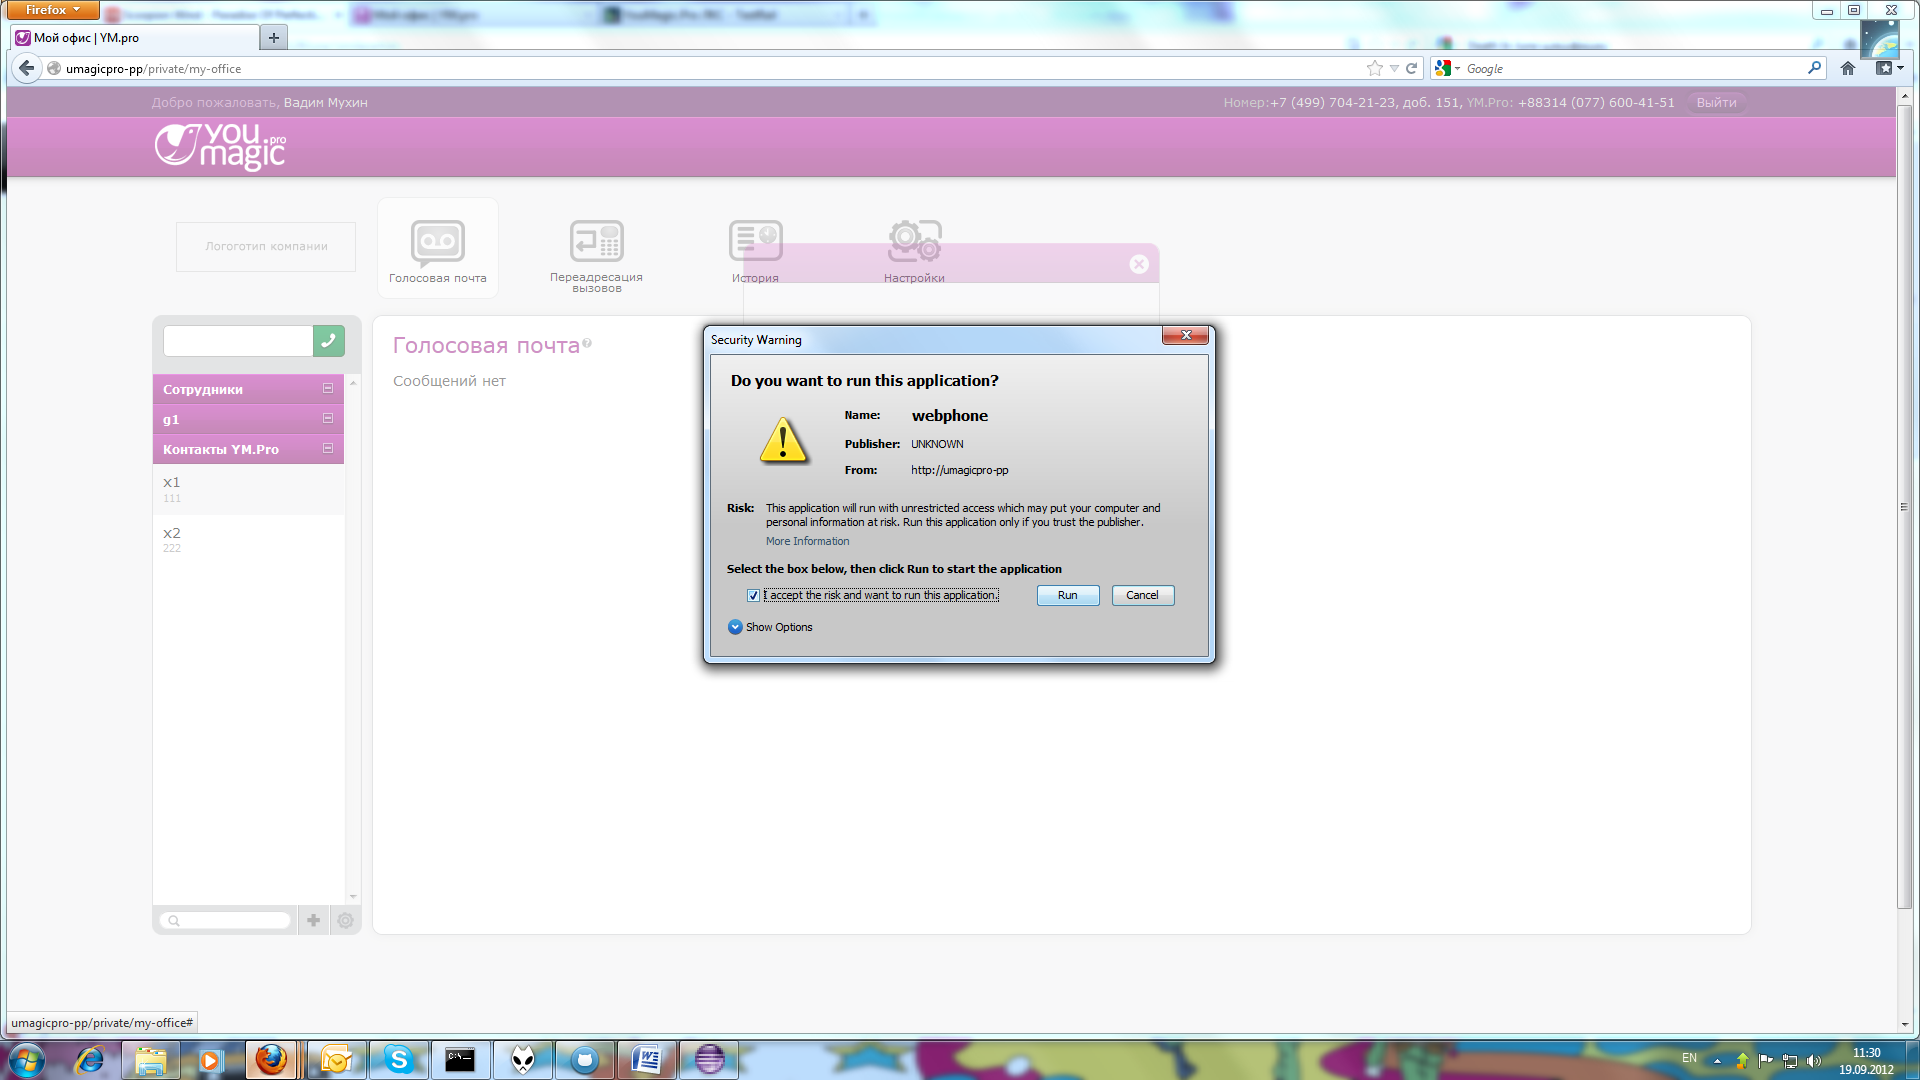 Firefox
Мой офис | YM.pro
umagicpro-pp/private/my-office
Google
Добро пожаловать, Вадим Мухин
Номер:+7 (499) 704-21-23, доб. 151, YM.Pro: +88314 (077) 600-41-51
Выйти
you
magic
.pro
Логоготип компании
Голосовая почта
Переадресация
вызовов
История
Настройки
Сотрудники
g1
Контакты YM.Pro
x1
111
x2
222
Голосовая почта
Сообщений нет
Security Warning
Do you want to run this application?
Name: webphone
Publisher: UNKNOWN
From: http://umagicpro-pp
Risk: This application will run with unrestricted access which may put your computer and
personal information at risk. Run this application only if you trust the publisher.
More Information
Select the box below, then click Run to start the application
I accept the risk and want to run this application.
Run
Cancel
Show Options
umagicpro-pp/private/my-office#
EN
11:30
19.09.2012